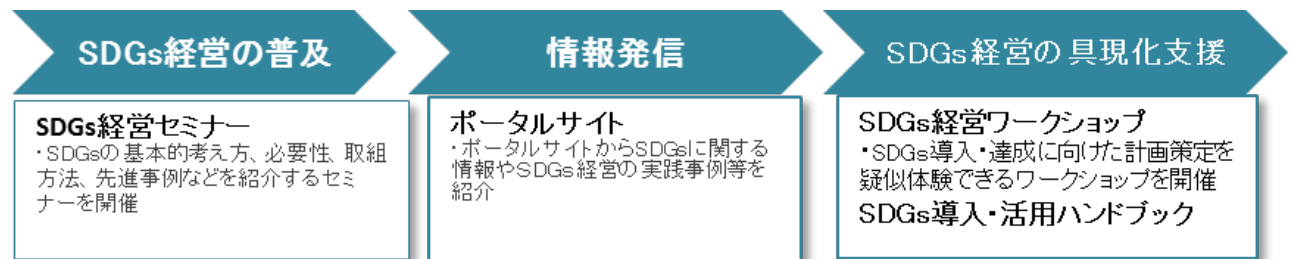 SDGs経営の普及
SDGs経営セミナー
・SDGsの基本的考え方、必要性、取組
方法、先進事例などを紹介するセミ
ナーを開催
情報発信
ポータルサイト
・ポータルサイトからSDGsに関する
情報やSDGs経営の実践事例等を
紹介
SDGs経営の具現化支援
SDGs経営ワークショップ
・SDGs導入・達成に向けた計画策定を
疑似体験できるワークショップを開催
SDGs導入・活用ハンドブック